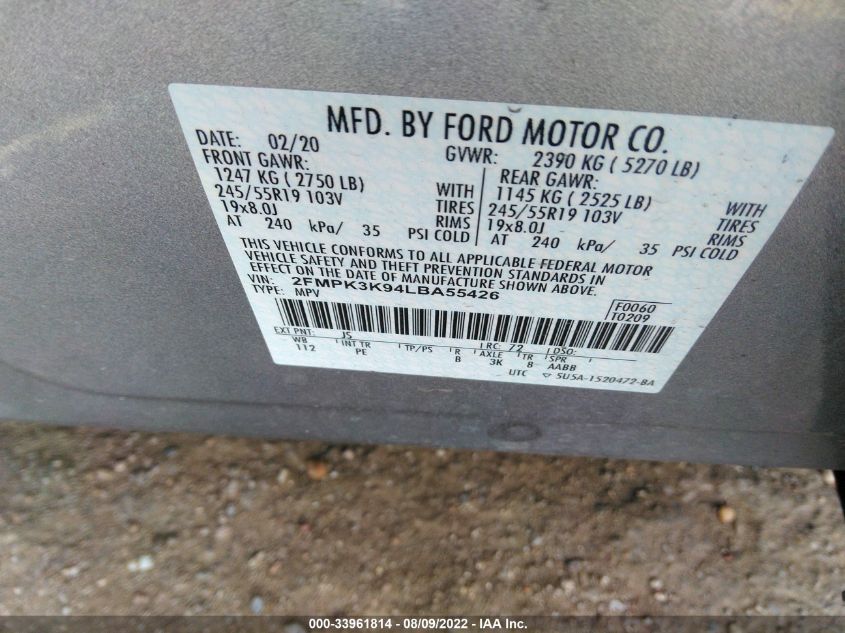 MFD. BY FORD MOTOR CO.
DATE: 02/20 GVWR: 2390 KG ( 5270 LB)
FRONT GAWR: REAR GAWR:
1247 KG ( 2750 LB) WITH 1145 KG ( 2525 LB) WITH
245/55R19 103V TIRES 245/55R19 103V TIRES
19x8.0J RIMS 19x8.0J RIMS
AT 240 kPa/ 35 PSI COLD AT 240 kPa/ 35 PSI COLD
THIS VEHICLE CONFORMS TO ALL APPLICABLE FEDERAL MOTOR
VEHICLE SAFETY AND THEFT PREVENTION STANDARDS IN
EFFECT ON THE DATE OF MANUFACTURE SHOWN ABOVE.
VIN: 2FMPK3K94LBA55426 F0060
TYPE: MPV T0209
EXT PNT: JS RC: 72 DSO:
WB INT TR TP/PS R AXLE TR SPR
112 PE B 3K 8 AABB
UTC ▽ 5U5A-1520472-BA
000-33961814 - 08/09/2022 - IAA Inc.